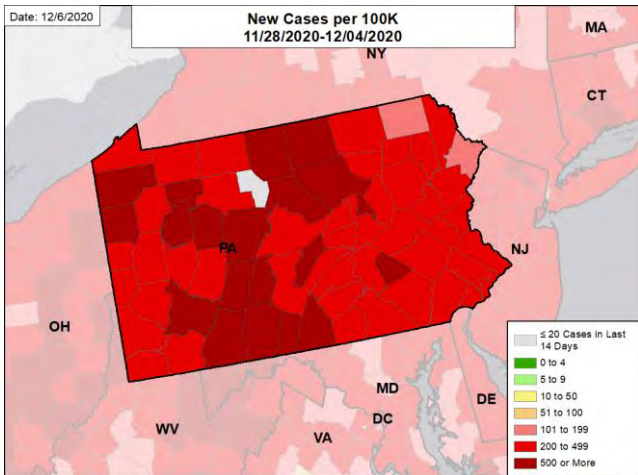 Date: 12/6/2020
New Cases per 100K
11/28/2020-12/04/2020
NY
MA
CT
PA
NJ
OH
MD
DE
WV
DC
VA
≤ 20 Cases in Last
14 Days
0 to 4
5 to 9
10 to 50
51 to 100
101 to 199
200 to 499
500 or More